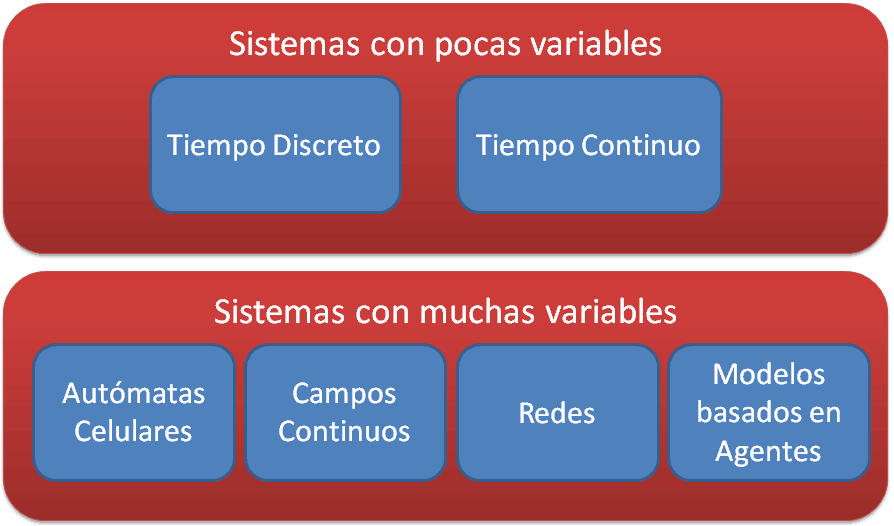 Sistemas con pocas variables
Tiempo Discreto
Tiempo Continuo
Sistemas con muchas variables
Autómatas
Celulares
Campos
Continuos
Redes
Modelos
basados en
Agentes